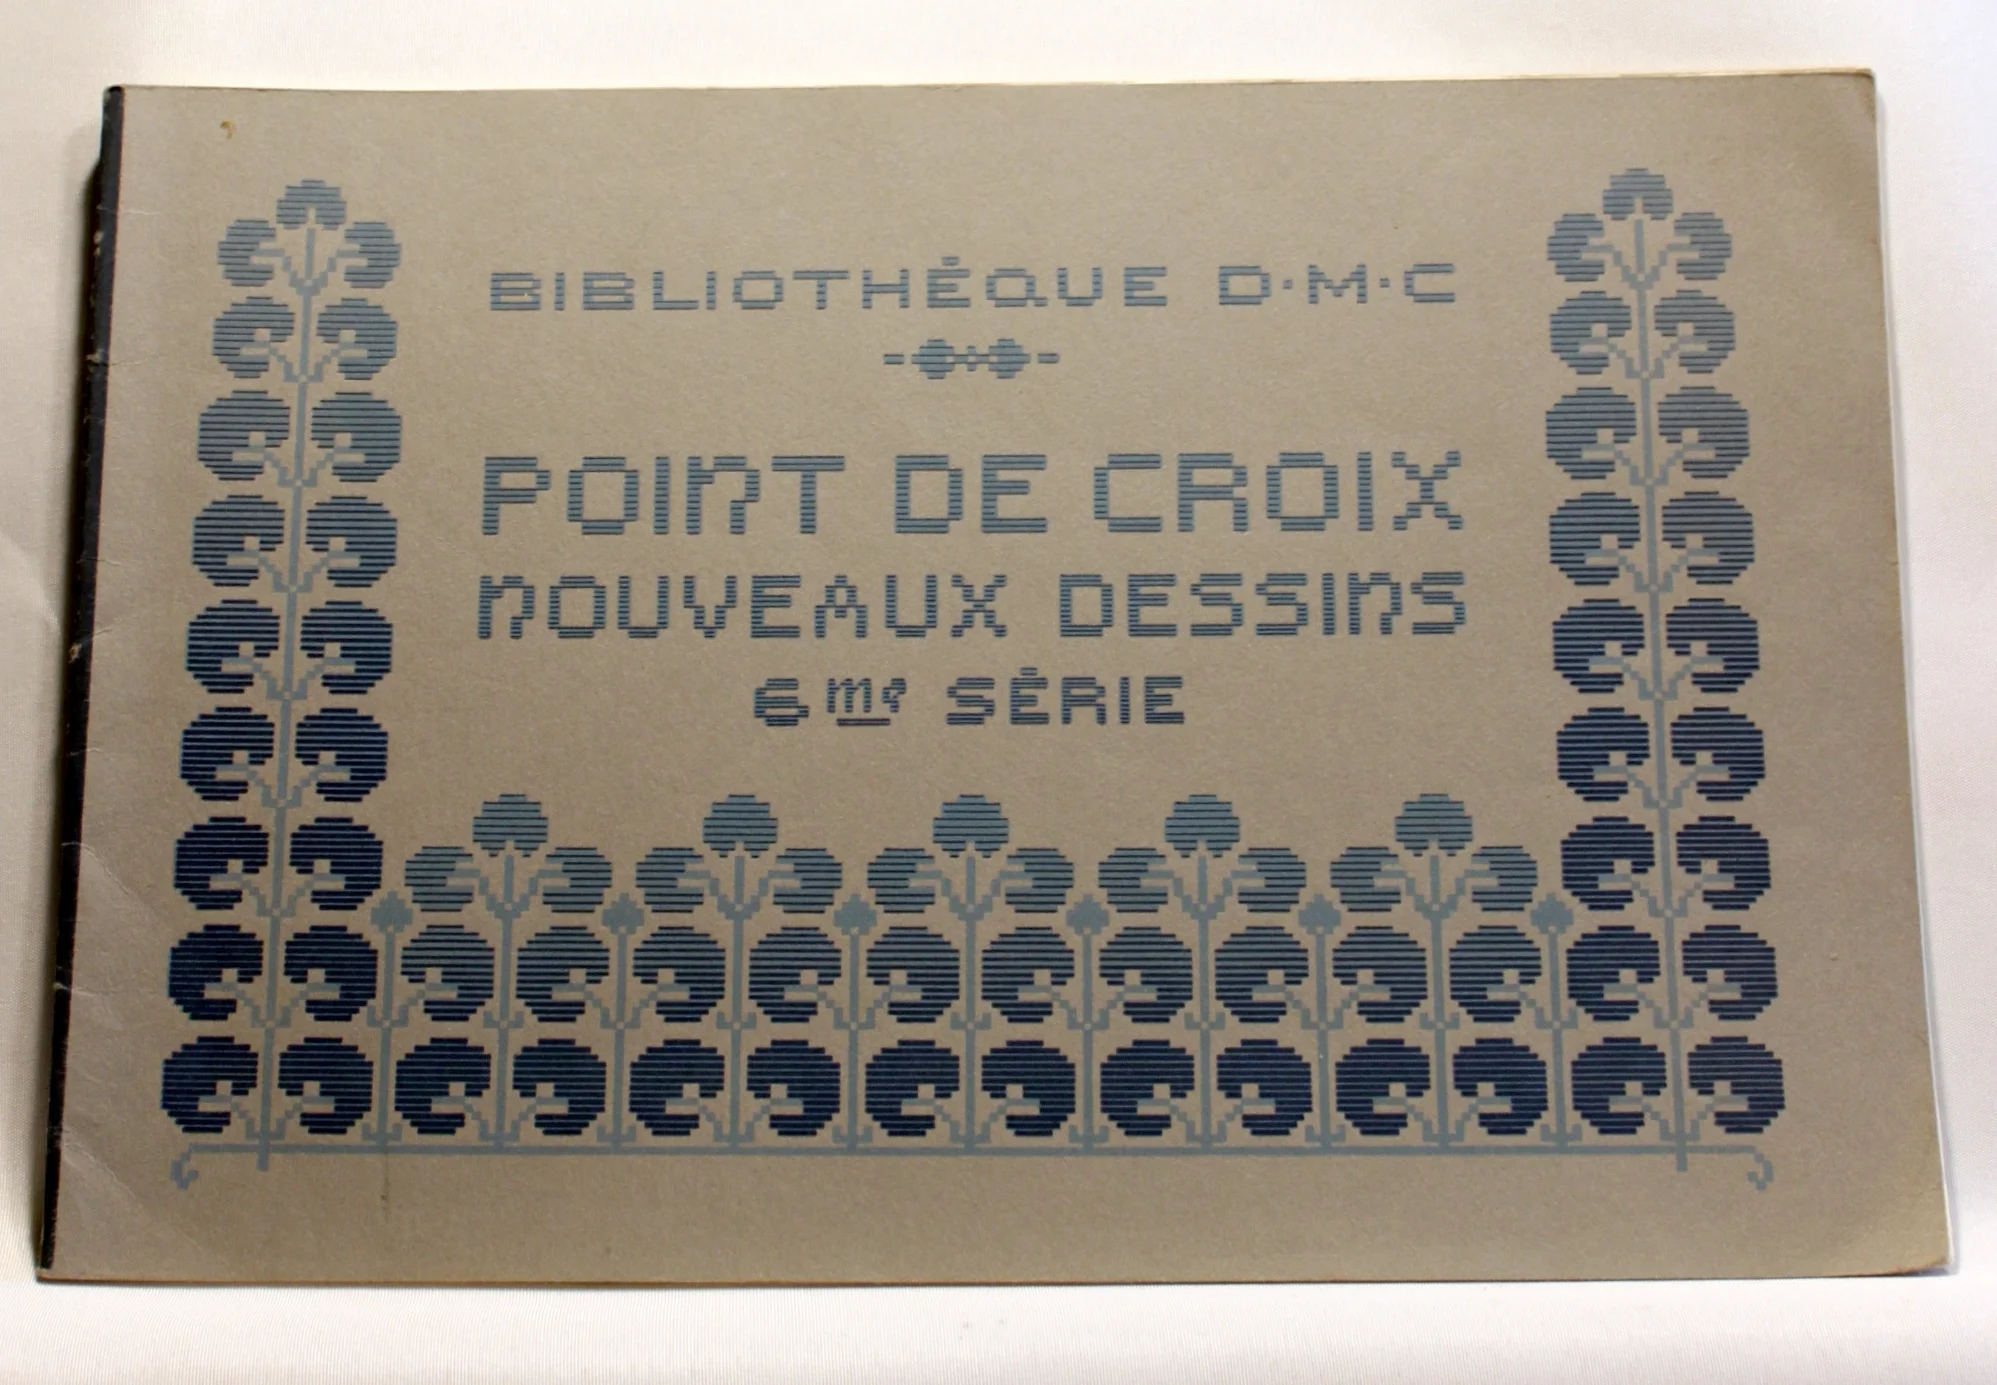 BIBLIOTHÈQUE D·M·C
POINT DE CROIX
NOUVEAUX DESSINS
6me SÉRIE